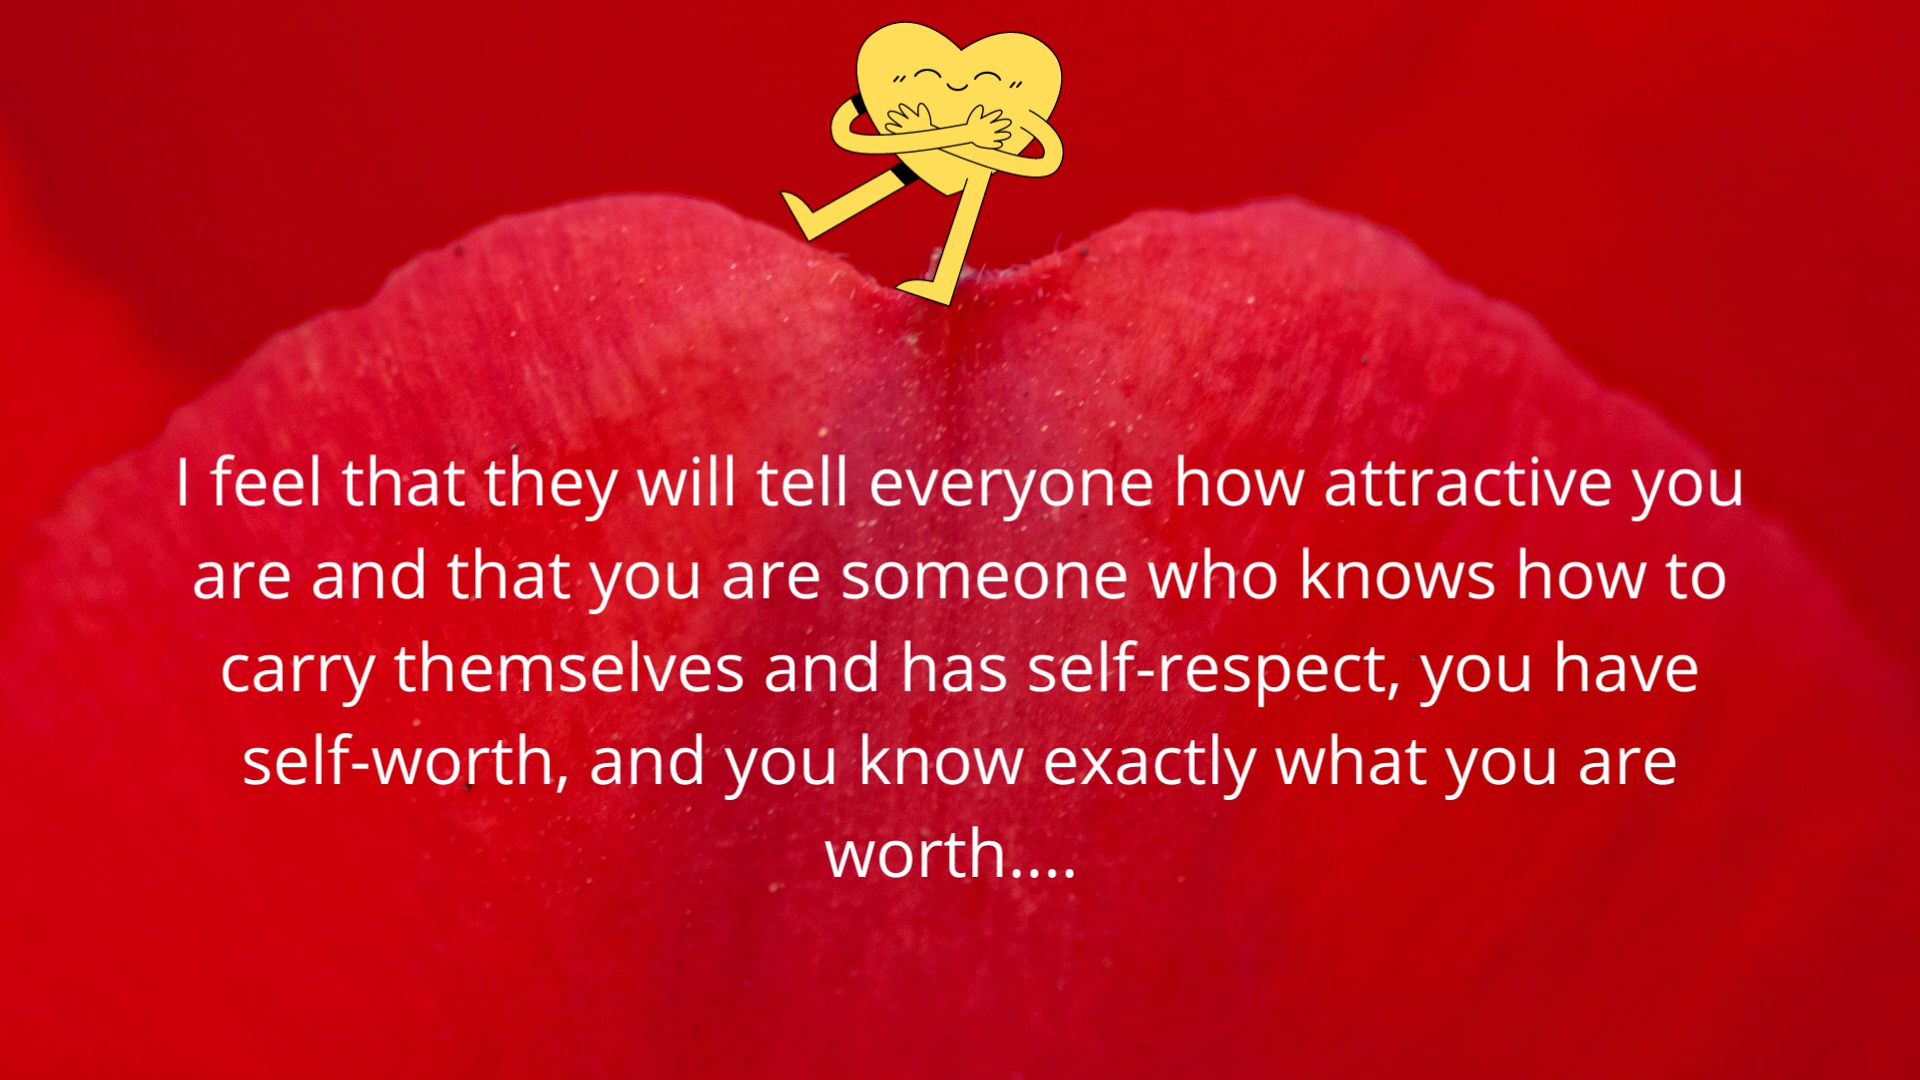 I feel that they will tell everyone how attractive you
are and that you are someone who knows how to
carry themselves and has self-respect, you have
self-worth, and you know exactly what you are
worth....